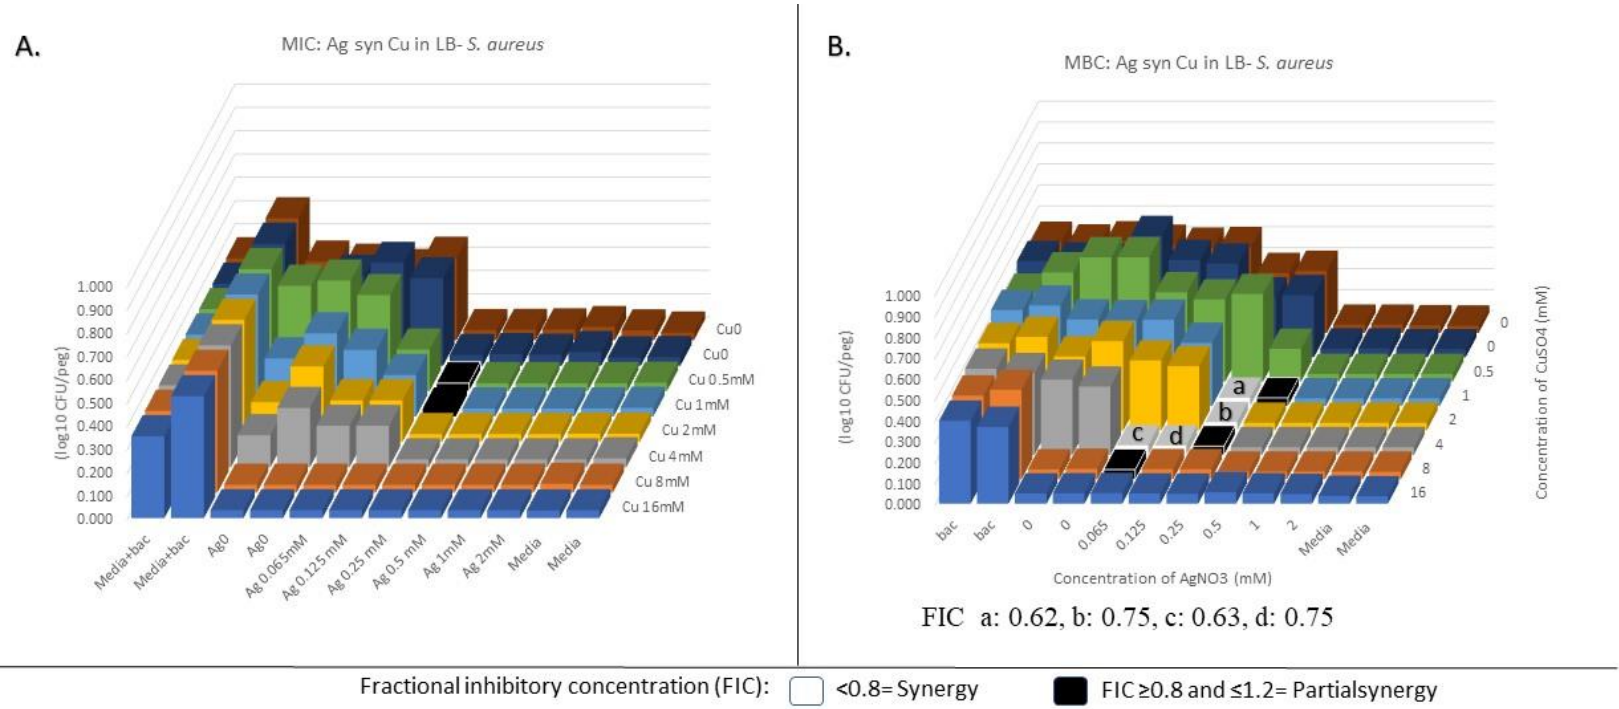 A.
MIC: Ag syn Cu in LB- S. aureus
1.000
0.900
0.800
0.700
0.600
0.500
0.400
0.300
0.200
0.100
0.000
(log10 CFU/peg)
Cu0
Cu0
Cu 0.5mM
Cu 1mM
Cu 2mM
Cu 4mM
Cu 8mM
Cu 16mM
Media+bac
Media+bac
Ag0
Ag0
Ag 0.065mM
Ag 0.125 mM
Ag 0.25 mM
Ag 0.5 mM
Ag 1mM
Ag 2mM
Media
Media
B.
MBC: Ag syn Cu in LB- S. aureus
1.000
0.900
0.800
0.700
0.600
0.500
0.400
0.300
0.200
0.100
0.000
(log10 CFU/peg)
a
b
c d
0
0
0.5
1
2
4
8
16
Concentration of CuSO4 (mM)
bac
bac
0
0
0.065
0.125
0.25
0.5
1
2
Media
Media
Concentration of AgNO3 (mM)
FIC a: 0.62, b: 0.75, c: 0.63, d: 0.75
Fractional inhibitory concentration (FIC): <0.8= Synergy FIC ≥0.8 and ≤1.2= Partialsynergy